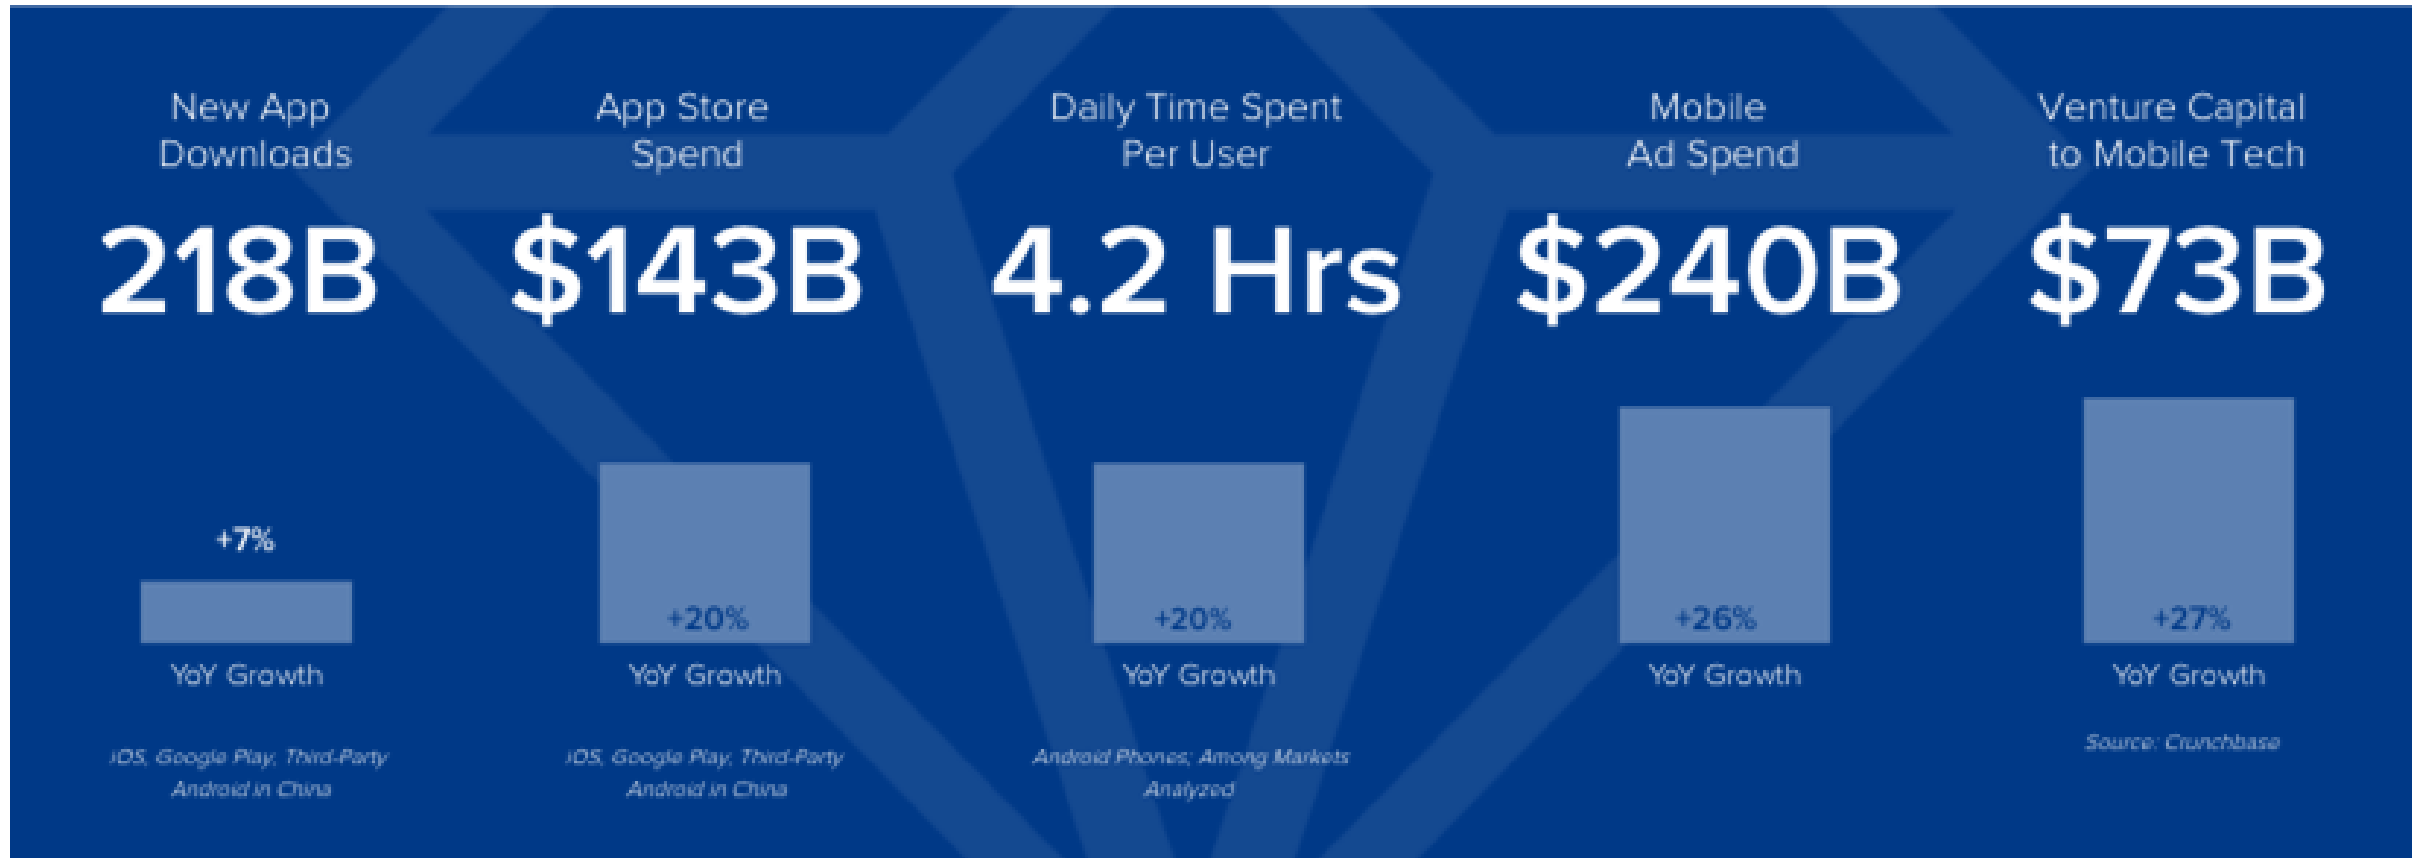 New App
Downloads
218B
+7%
YoY Growth
iOS, Google Play, Third-Party
Android in China
App Store
Spend
$143B
+20%
YoY Growth
iOS, Google Play, Third-Party
Android in China
Daily Time Spent
Per User
4.2 Hrs
+20%
YoY Growth
Android Phones; Among Markets
Analyzed
Mobile
Ad Spend
$240B
+26%
YoY Growth
Venture Capital
to Mobile Tech
$73B
+27%
YoY Growth
Source: Crunchbase